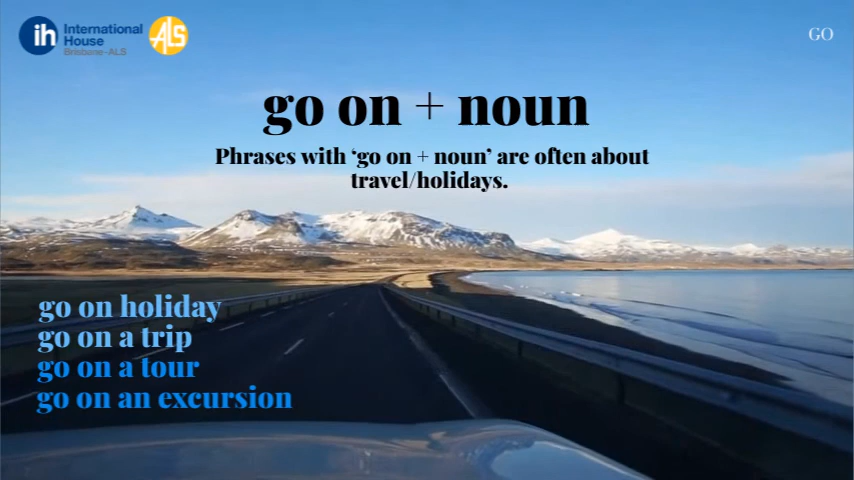 ih International
House
Brisbane-ALS
ALS
GO
go on + noun
Phrases with ‘go on + noun’ are often about
travel/holidays.
go on holiday
go on a trip
go on a tour
go on an excursion